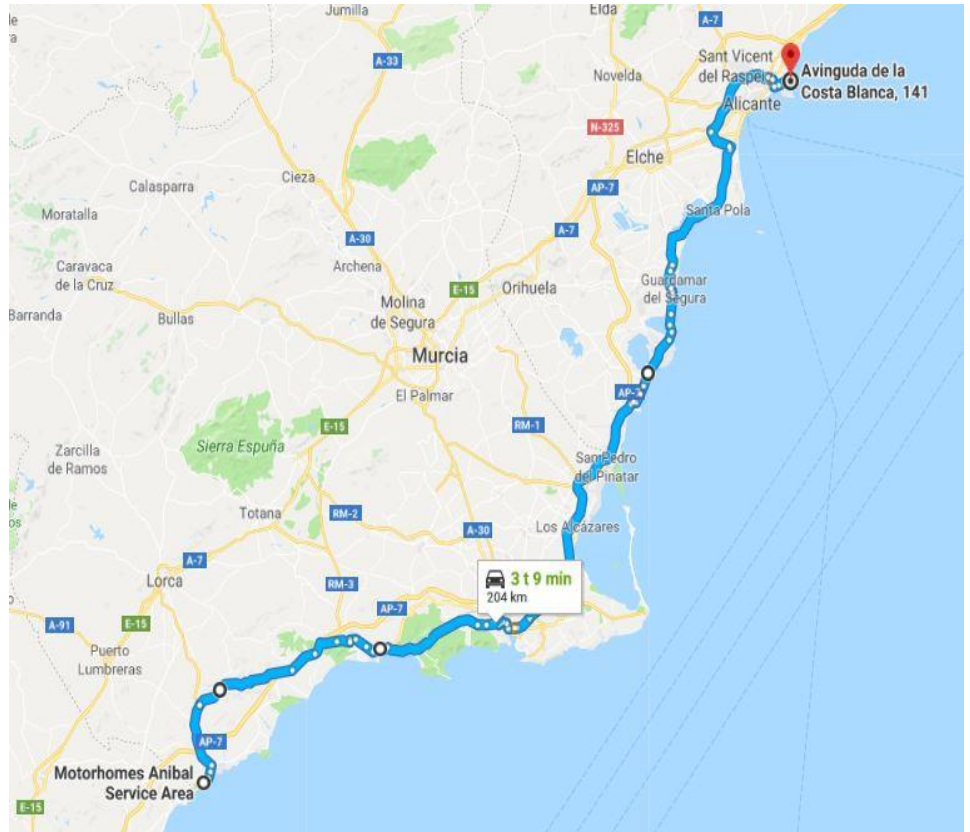 Jumilla
Elda
A-7
A-33
Novelda
Sant Vicent
del Raspeig
Avinguda de la
Costa Blanca, 141
Alicante
N-325
Elche
Cieza
Calasparra
AP-7
Moratalla
Santa Pola
A-30
A-7
Caravaca
de la Cruz
Archena
E-15
Orihuela
Guardamar
del Segura
Barranda
Bullas
Molina
de Segura
Murcia
El Palmar
AP-7
E-15
RM-1
Sierra Espuña
Zarcilla
de Ramos
San Pedro
del Pinatar
Totana
RM-2
A-30
Los Alcázares
A-7
Lorca
RM-3
3 t 9 min
204 km
AP-7
A-91
E-15
Puerto
Lumbreras
AP-7
Motorhomes Anibal
Service Area
E-15